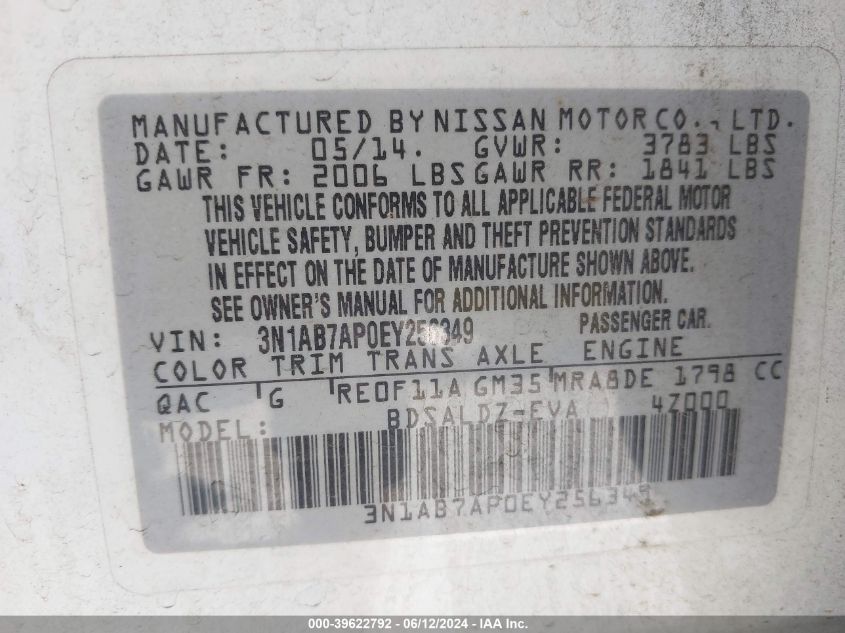 MANUFACTURED BY NISSAN MOTOR CO., LTD.
DATE: 05/14. GVWR: 3783 LBS
GAWR FR: 2006 LBS GAWR RR: 1841 LBS
THIS VEHICLE CONFORMS TO ALL APPLICABLE FEDERAL MOTOR
VEHICLE SAFETY, BUMPER AND THEFT PREVENTION STANDARDS
IN EFFECT ON THE DATE OF MANUFACTURE SHOWN ABOVE.
SEE OWNER'S MANUAL FOR ADDITIONAL INFORMATION.
VIN: 3N1AB7AP0EY256349 PASSENGER CAR.
COLOR TRIM TRANS AXLE ENGINE
QAC G RE0F11A GM35 MRA8DE 1798 CC
MODEL: BDSALDZ-EVA 4Z000
3N1AB7AP0EY256349
000-39622792 - 06/12/2024 - IAA Inc.